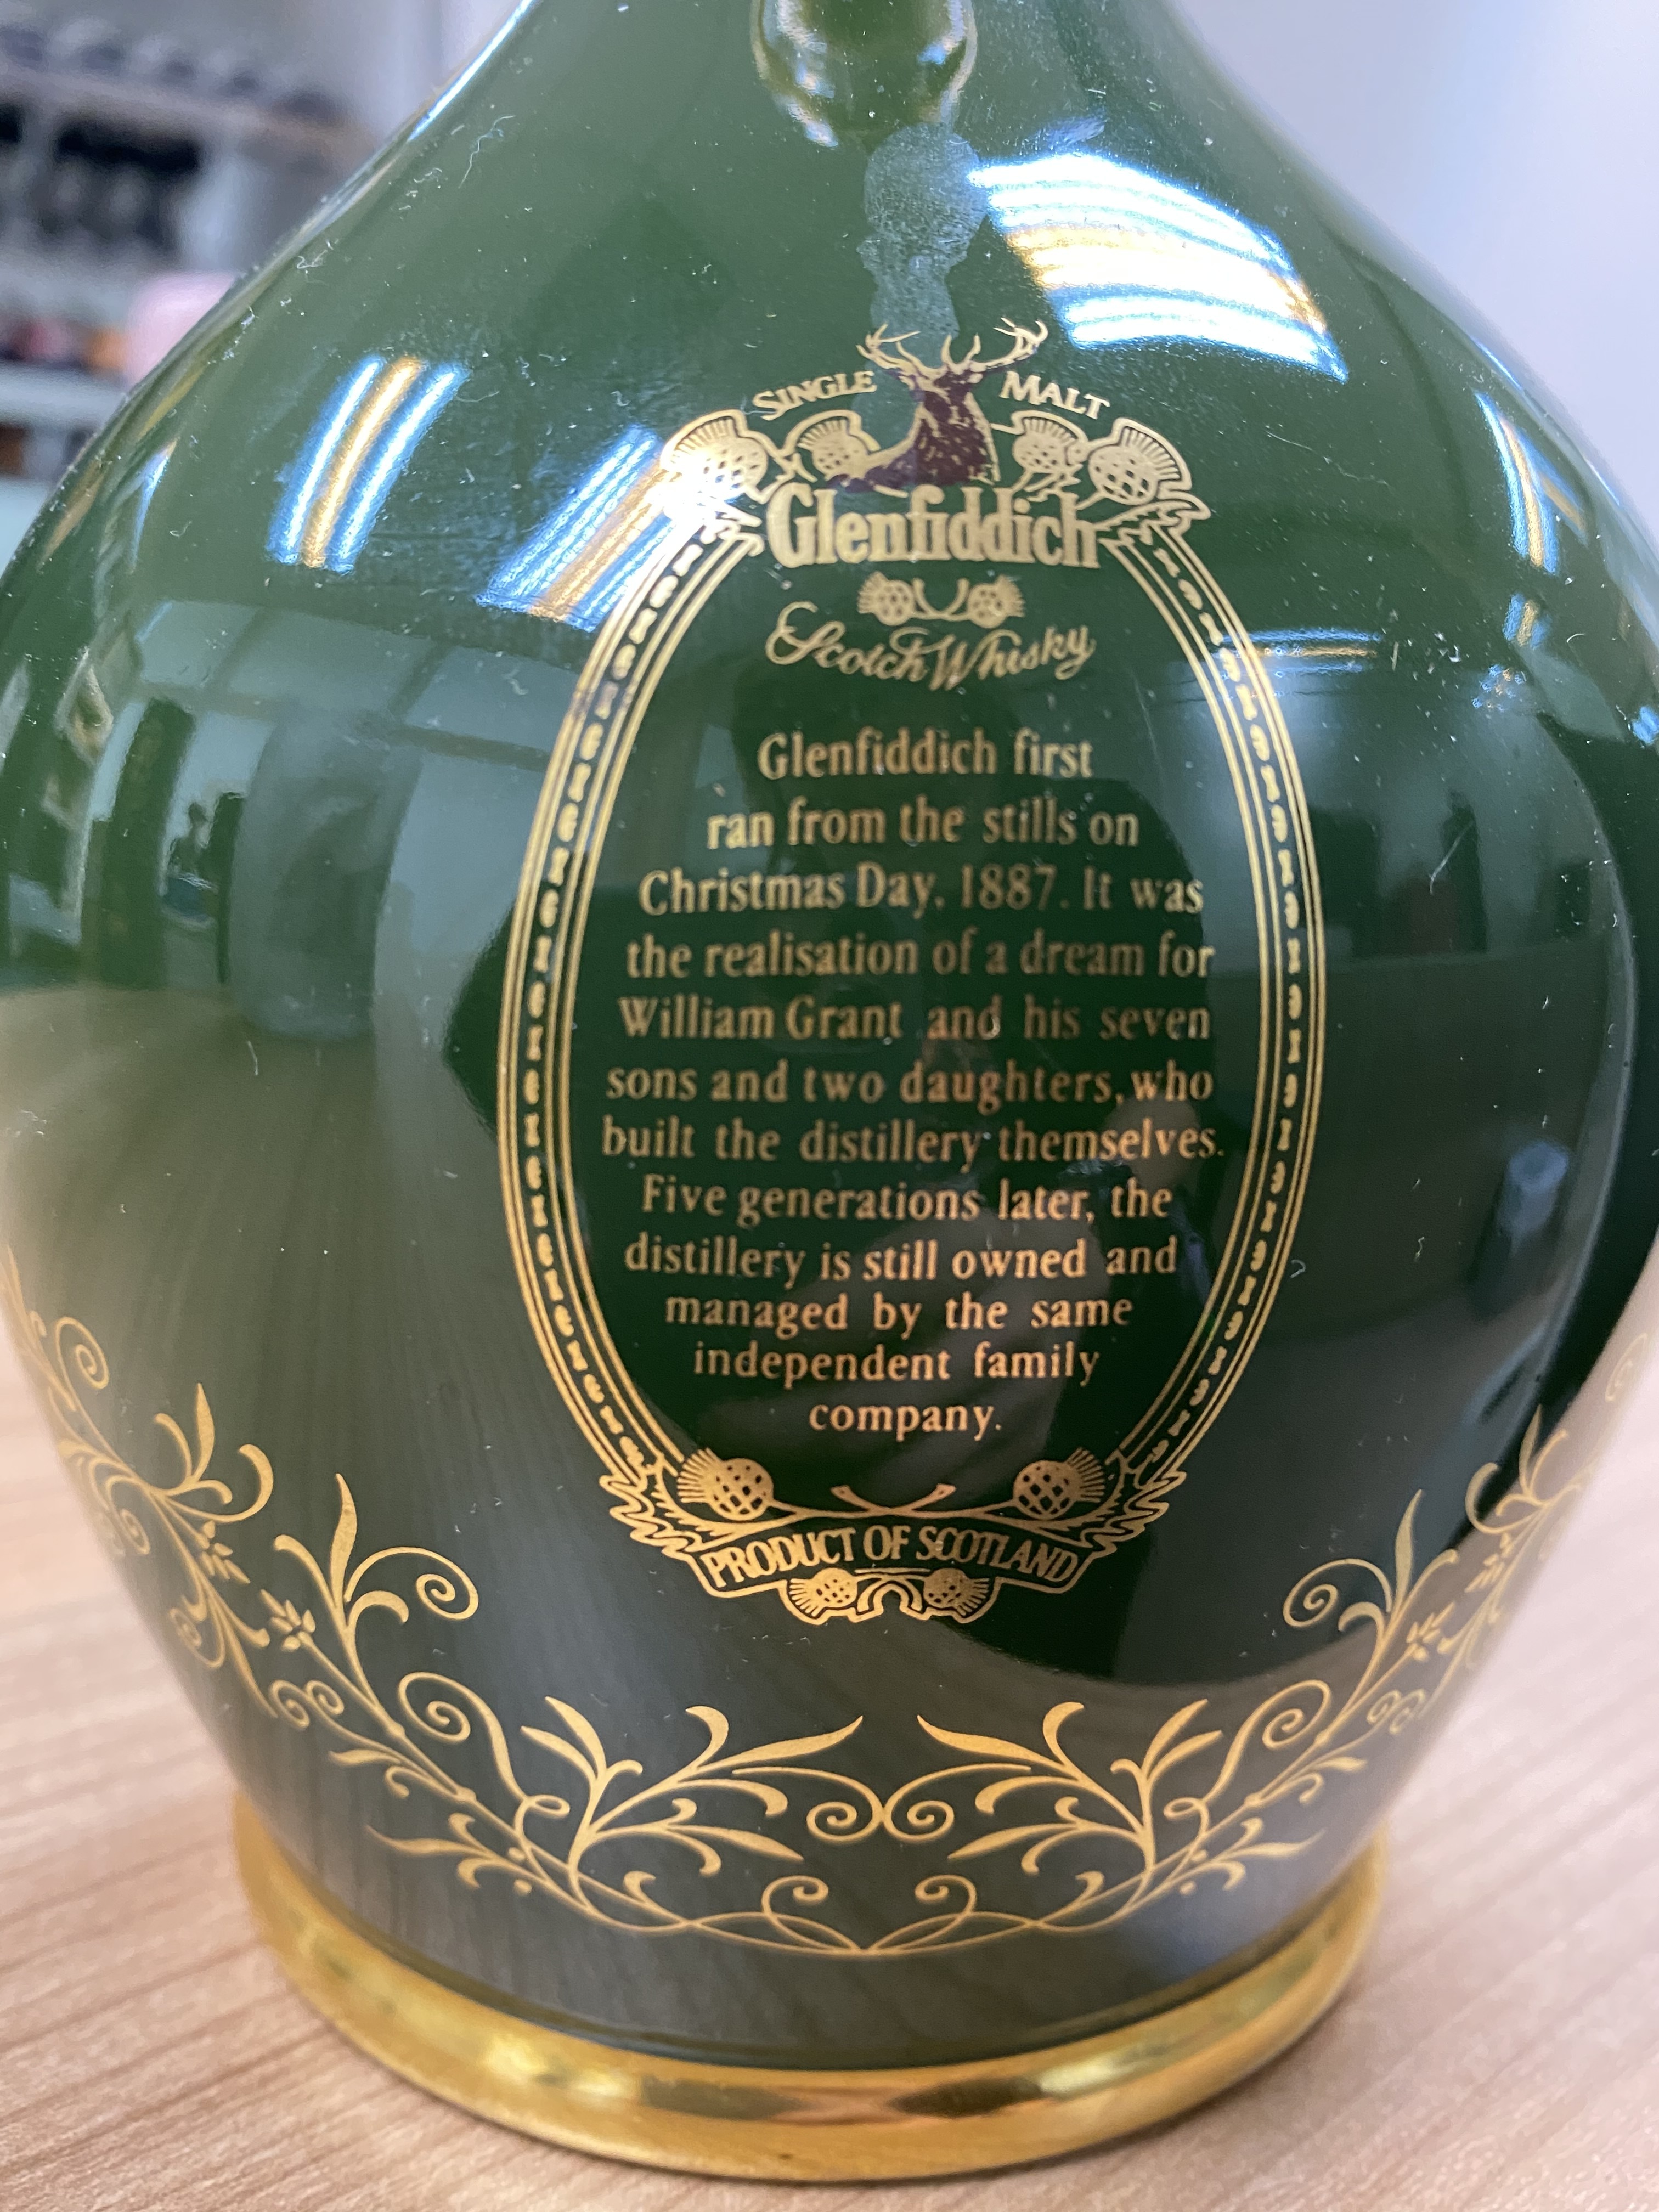 SINGLE MALT
Glenfiddich
Scotch Whisky
Glenfiddich first
ran from the stills on
Christmas Day, 1887. It was
the realisation of a dream for
William Grant and his seven
sons and two daughters, who
built the distillery themselves.
Five generations later, the
distillery is still owned and
managed by the same
independent family
company.
PRODUCT OF SCOTLAND